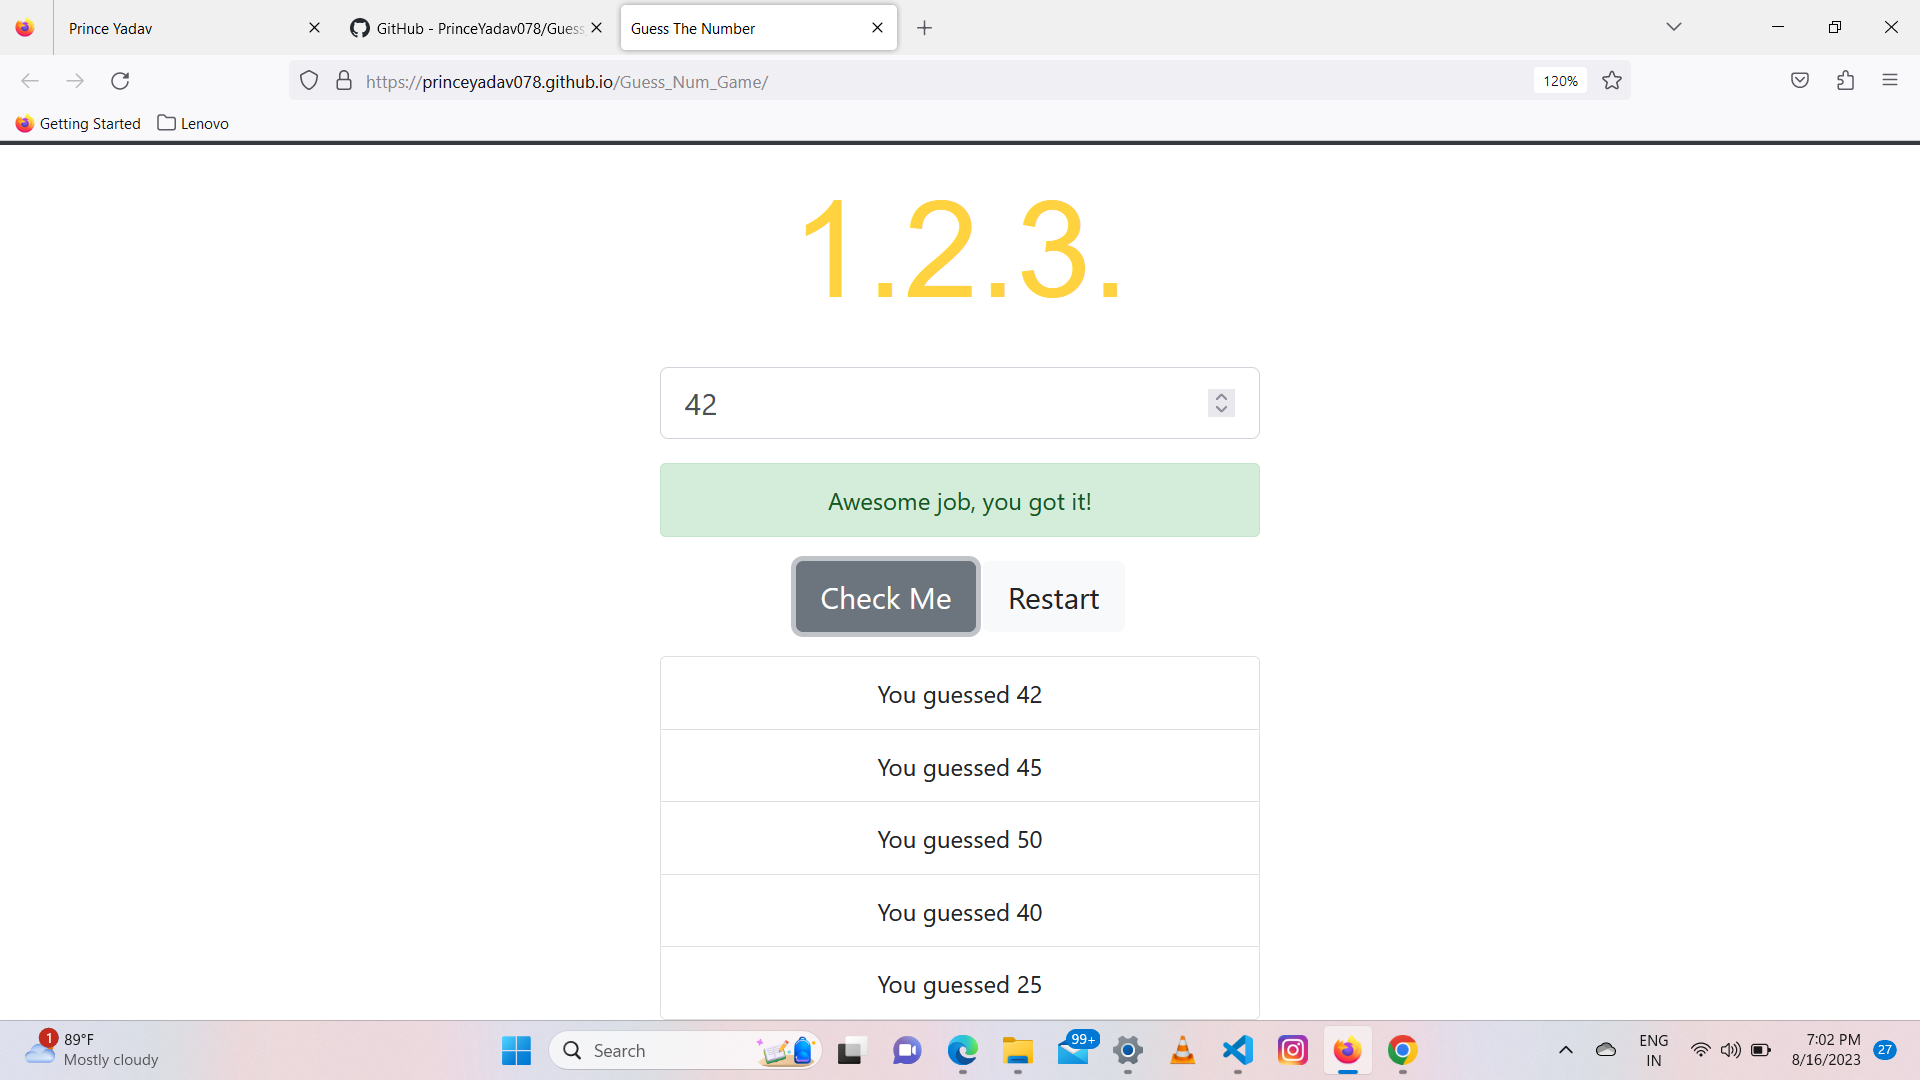 Prince Yadav
GitHub - PrinceYadav078/Guess
Guess The Number
https://princeyadav078.github.io/Guess_Num_Game/
120%
Getting Started
Lenovo
1.2.3.
42
Awesome job, you got it!
Check Me
Restart
You guessed 42
You guessed 45
You guessed 50
You guessed 40
You guessed 25
1
89°F
Mostly cloudy
Search
99+
ENG
IN
7:02 PM
8/16/2023
27